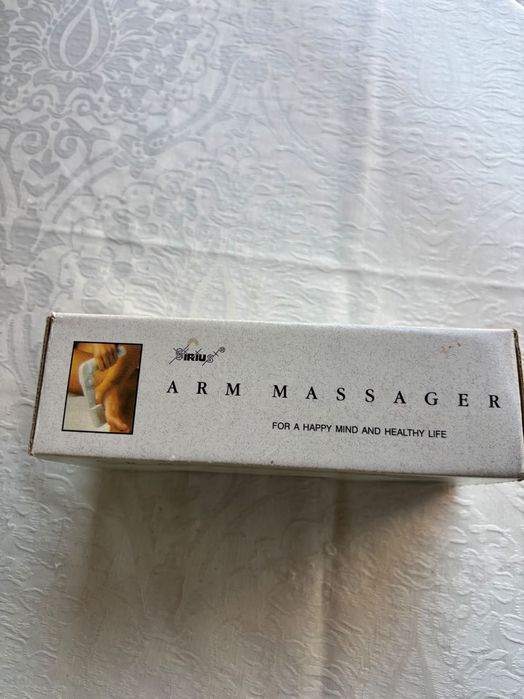 SIRIUS®
ARM MASSAGER
FOR A HAPPY MIND AND HEALTHY LIFE